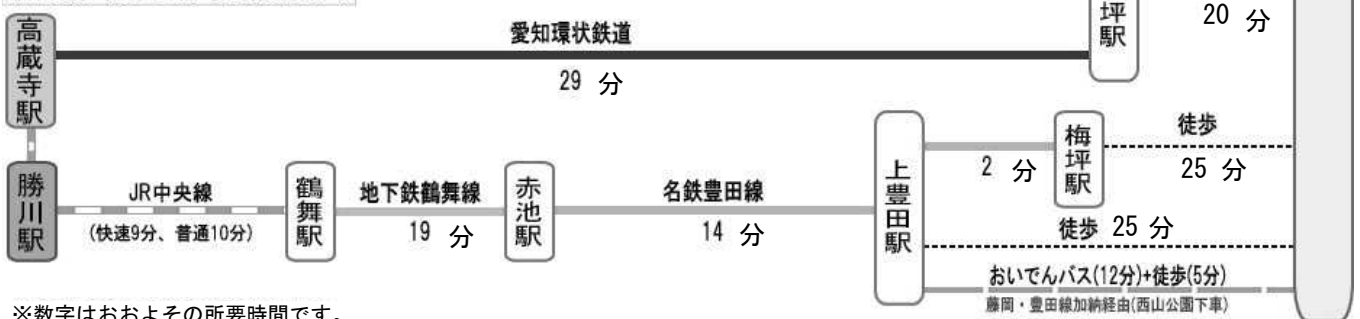 高蔵寺駅
愛知環状鉄道
29 分
坪駅
20 分
勝川駅
JR中央線
(快速9分、普通10分)
鶴舞駅
地下鉄鶴舞線
19 分
赤池駅
名鉄豊田線
14 分
上豊田駅
2 分
梅坪駅
徒歩
25 分
徒歩 25 分
おいでんバス(12分)+徒歩(5分)
藤岡・豊田線加納経由(西山公園下車)
※数字はおおよその所要時間です。